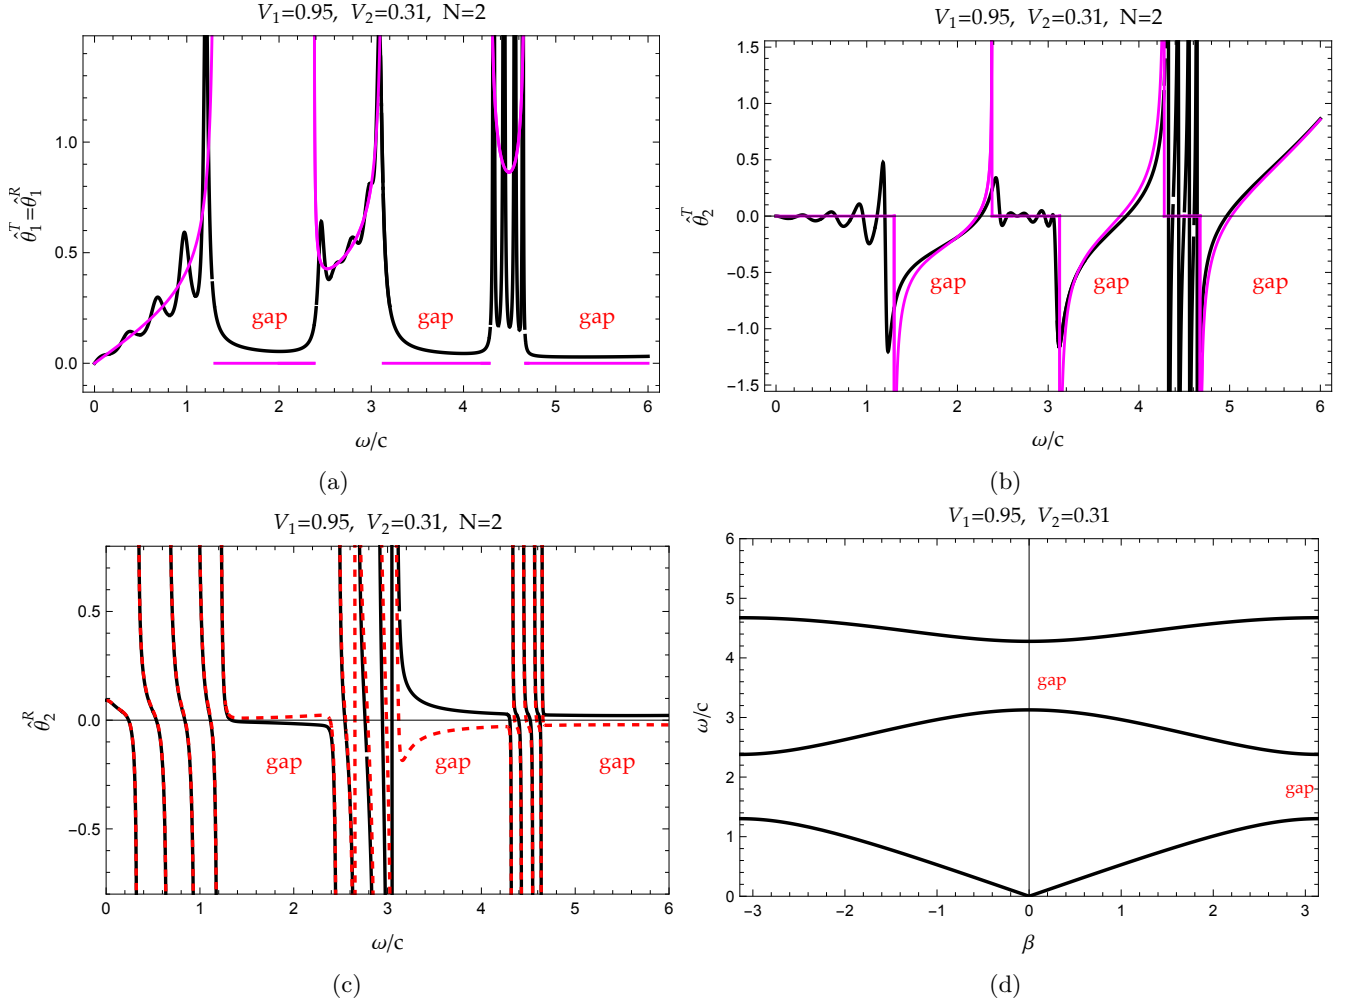 V₁=0.95, V₂=0.31, N=2
θ̂₁ᵀ=θ̂₁ᴿ
1.0
0.5
0.0
gap
gap
gap
0 1 2 3 4 5 6
ω/c
(a)
V₁=0.95, V₂=0.31, N=2
θ̂₂ᵀ
1.5
1.0
0.5
0.0
−0.5
−1.0
−1.5
gap
gap
gap
0 1 2 3 4 5 6
ω/c
(b)
V₁=0.95, V₂=0.31, N=2
θ̂₂ᴿ
0.5
0.0
−0.5
gap
gap
gap
0 1 2 3 4 5 6
ω/c
(c)
V₁=0.95, V₂=0.31
ω/c
6
5
4
3
2
1
0
gap
gap
−3 −2 −1 0 1 2 3
β
(d)